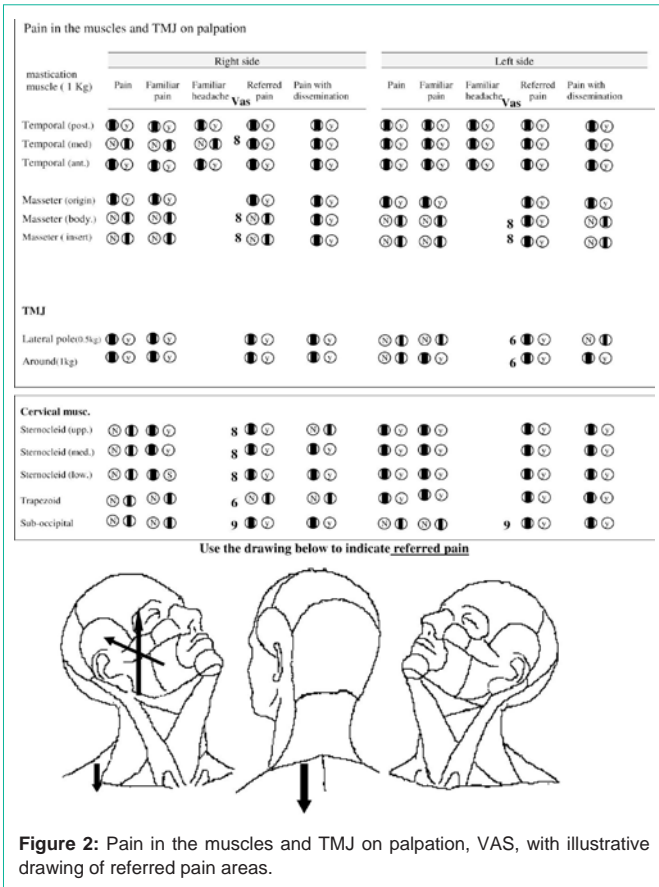 Pain in the muscles and TMJ on palpation
Right side Left side
mastication
muscle ( 1 Kg) Pain Familiar pain Familiar headache Vas Referred pain Pain with dissemination Pain Familiar pain Familiar headache Vas Referred pain Pain with dissemination
Temporal (post.) y y y y y y y y y y
Temporal (med) N N N 8 y y y y y y y
Temporal (ant.) y y y y y y y y y y
Masseter (origin) y y y y y y y y
Masseter (body.) N N 8 N y N N 8 y N
Masseter ( insert) N N 8 N y N N 8 y N
TMJ
Lateral pole(0.5kg) y y y y N N 6 y N
Around(1kg) y y y y N y 6 y y
Cervical musc.
Sternocleid (upp.) N y 8 y N y y y y
Sternocleid (med.) N y 8 y y y y y y
Sternocleid (low.) N S 8 y y y y y y
Trapezoid N N 6 N N y y y y
Sub-occipital N N 9 y y N N 9 y y
Use the drawing below to indicate referred pain
Figure 2: Pain in the muscles and TMJ on palpation, VAS, with illustrative
drawing of referred pain areas.